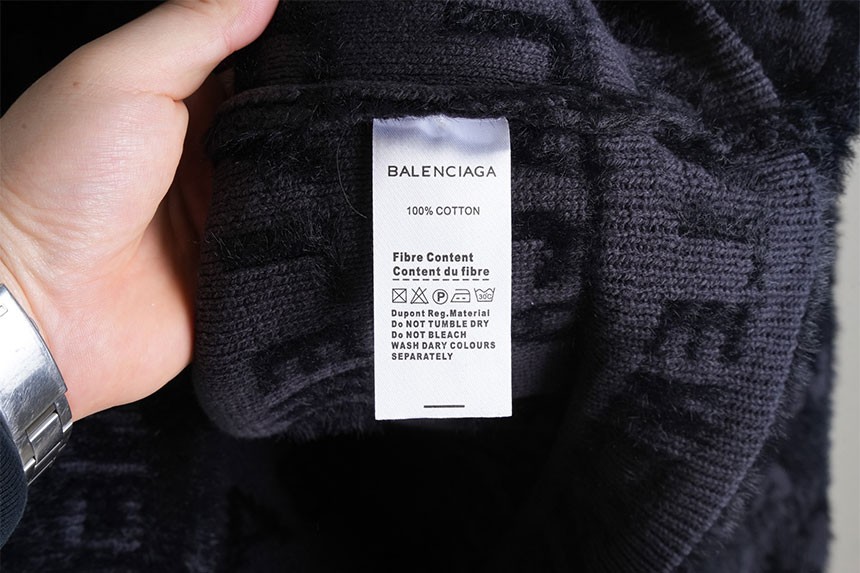 BALENCIAGA
100% COTTON
Fibre Content
Content du fibre
P 30C
Dupont Reg.Material
Do NOT TUMBLE DRY
Do NOT BLEACH
WASH DARY COLOURS
SEPARATELY